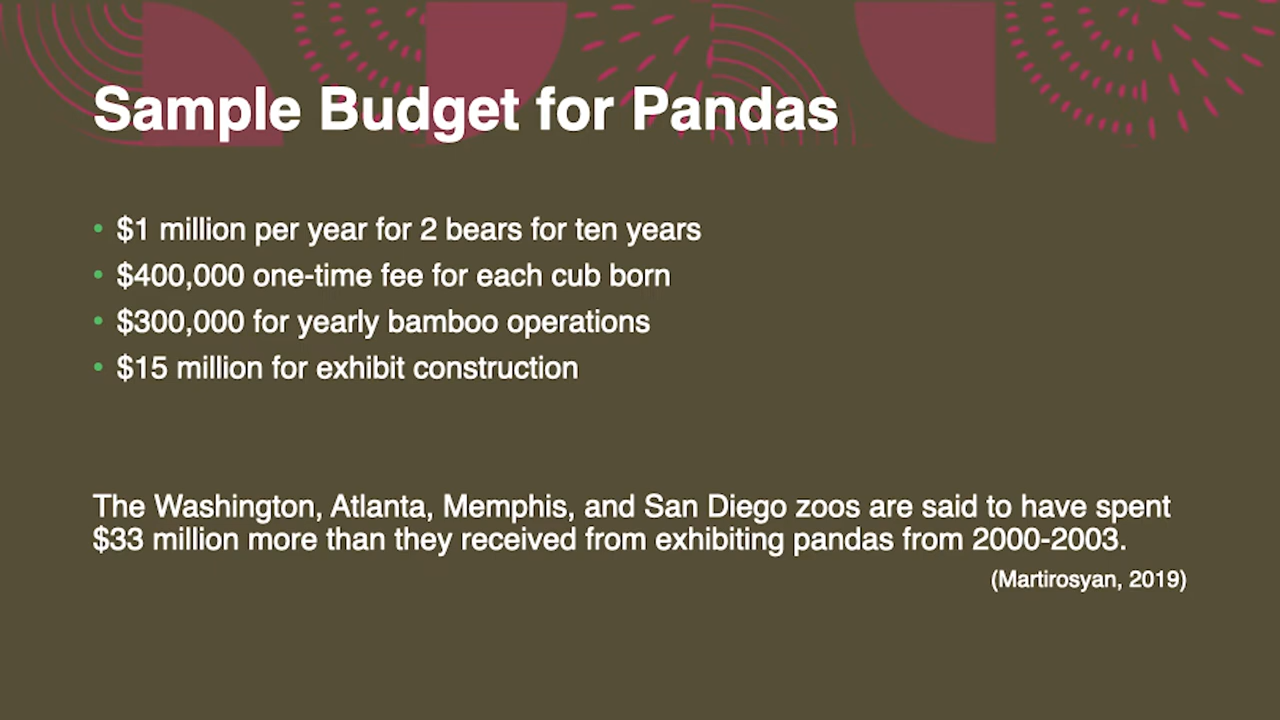 Sample Budget for Pandas
• $1 million per year for 2 bears for ten years
• $400,000 one-time fee for each cub born
• $300,000 for yearly bamboo operations
• $15 million for exhibit construction
The Washington, Atlanta, Memphis, and San Diego zoos are said to have spent
$33 million more than they received from exhibiting pandas from 2000-2003.
(Martirosyan, 2019)